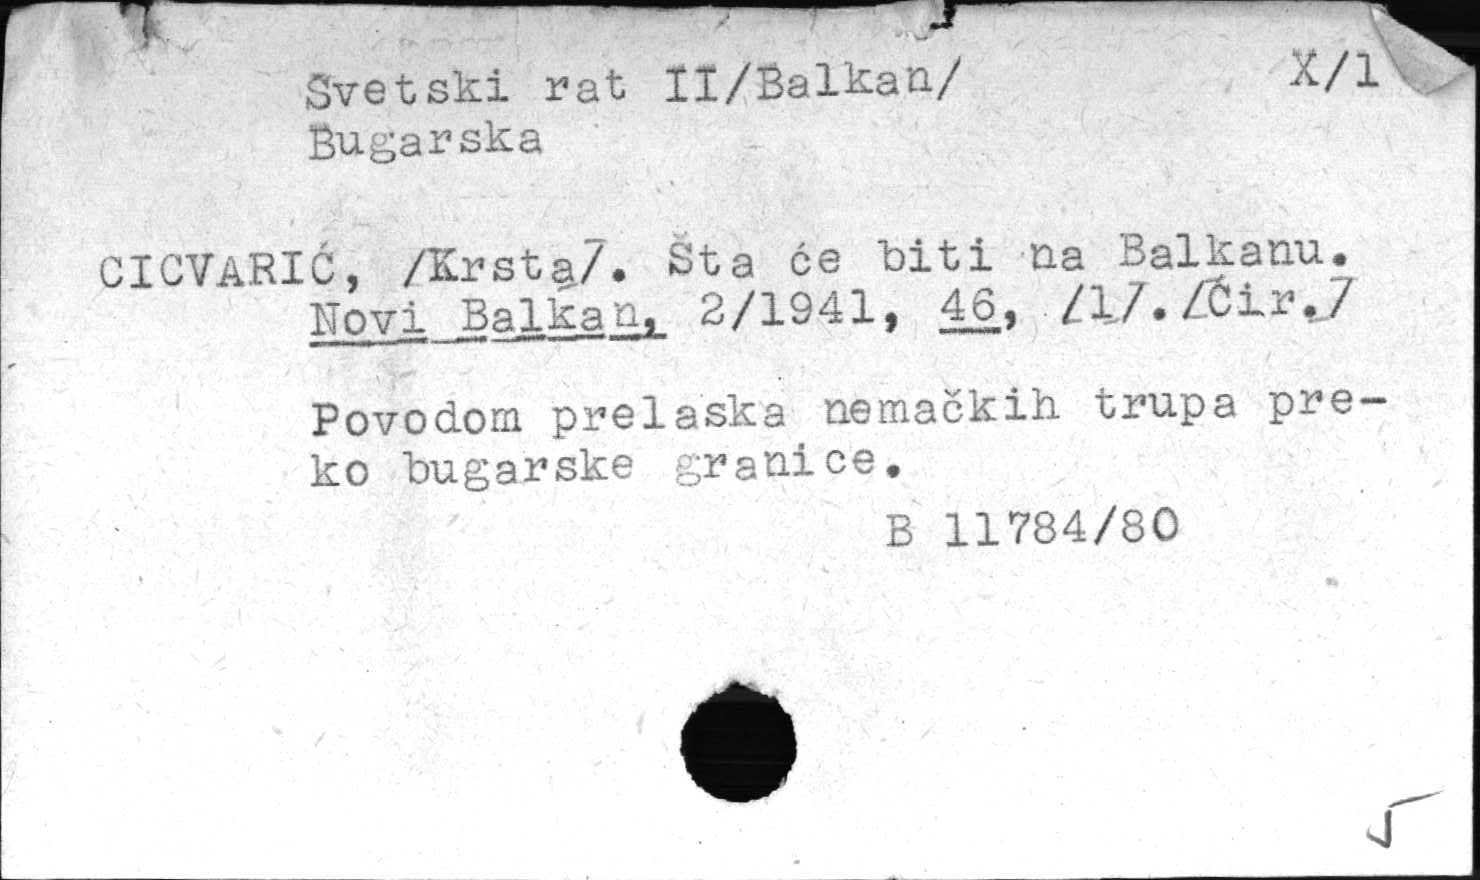 Svetski rat II/Balkan/ X/1
Bugarska
CICVARIĆ, /Krsta/. Šta će biti na Balkanu.
Novi Balkan, 2/1941, 46, /1/. /Ćir./
Povodom prelaska nemačkih trupa pre-
ko bugarske granice.
B 11784/80